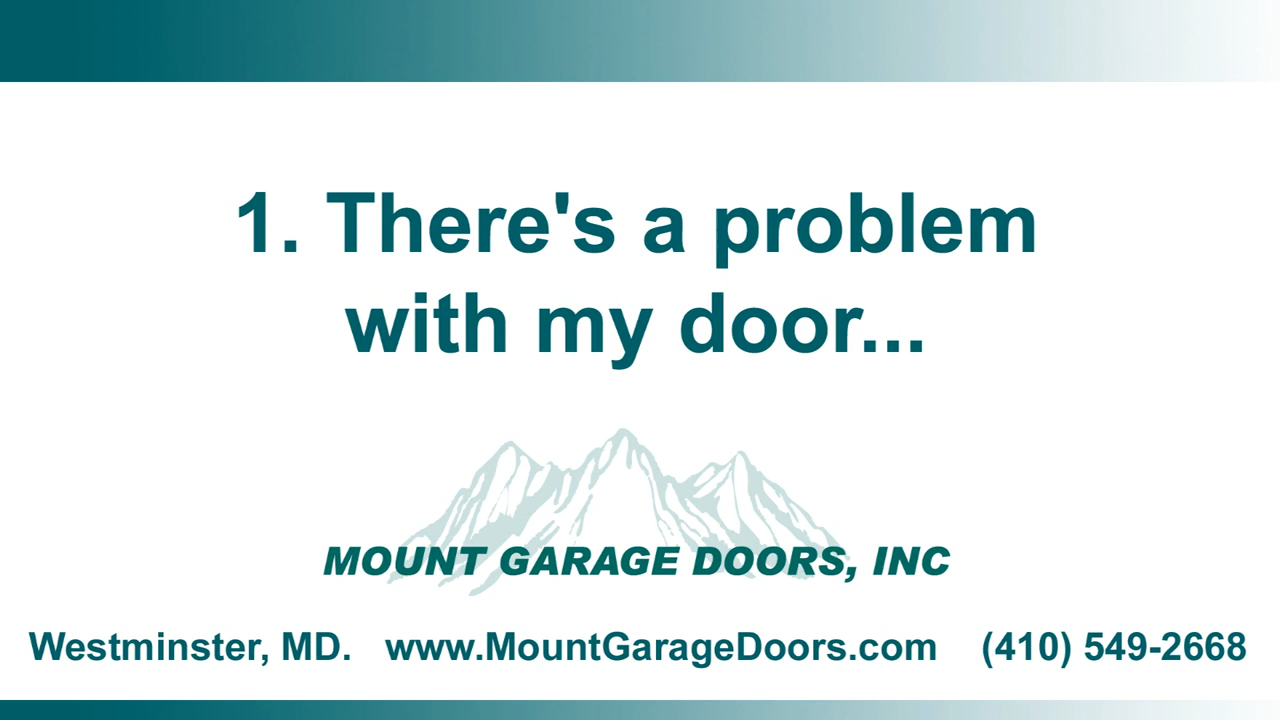 1. There's a problem
with my door...
MOUNT GARAGE DOORS, INC
Westminster, MD. www.MountGarageDoors.com (410) 549-2668